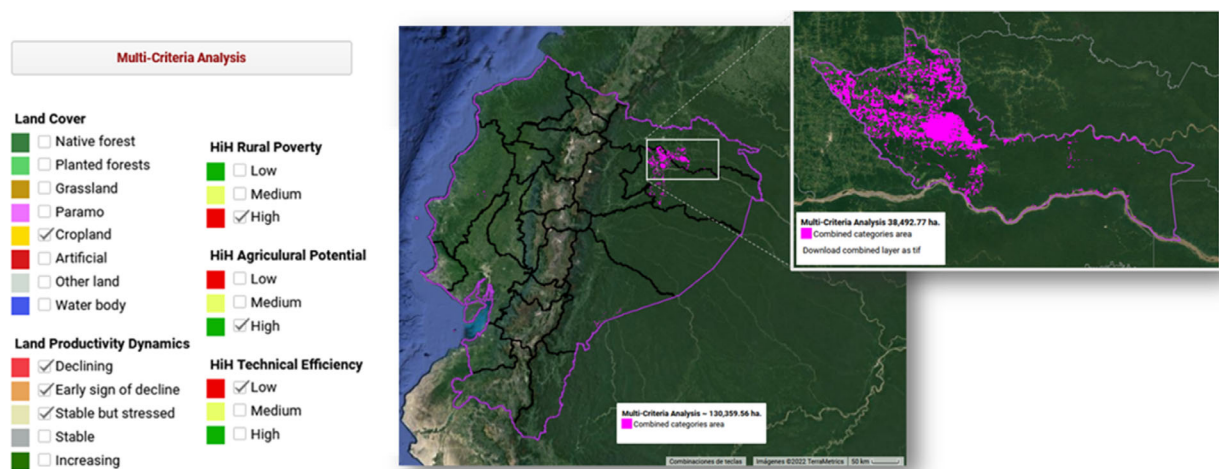 Multi-Criteria Analysis
Land Cover
Native forest
Planted forests
Grassland
Paramo
Cropland
Artificial
Other land
Water body
Land Productivity Dynamics
Declining
Early sign of decline
Stable but stressed
Stable
Increasing
HiH Rural Poverty
Low
Medium
High
HiH Agriculural Potential
Low
Medium
High
HiH Technical Efficiency
Low
Medium
High
Multi-Criteria Analysis ~ 130,359.56 ha.
Combined categories area
Combinaciones de teclas Imágenes ©2022 TerraMetrics 50 km
Multi-Criteria Analysis 38,492.77 ha.
Combined categories area
Download combined layer as tif